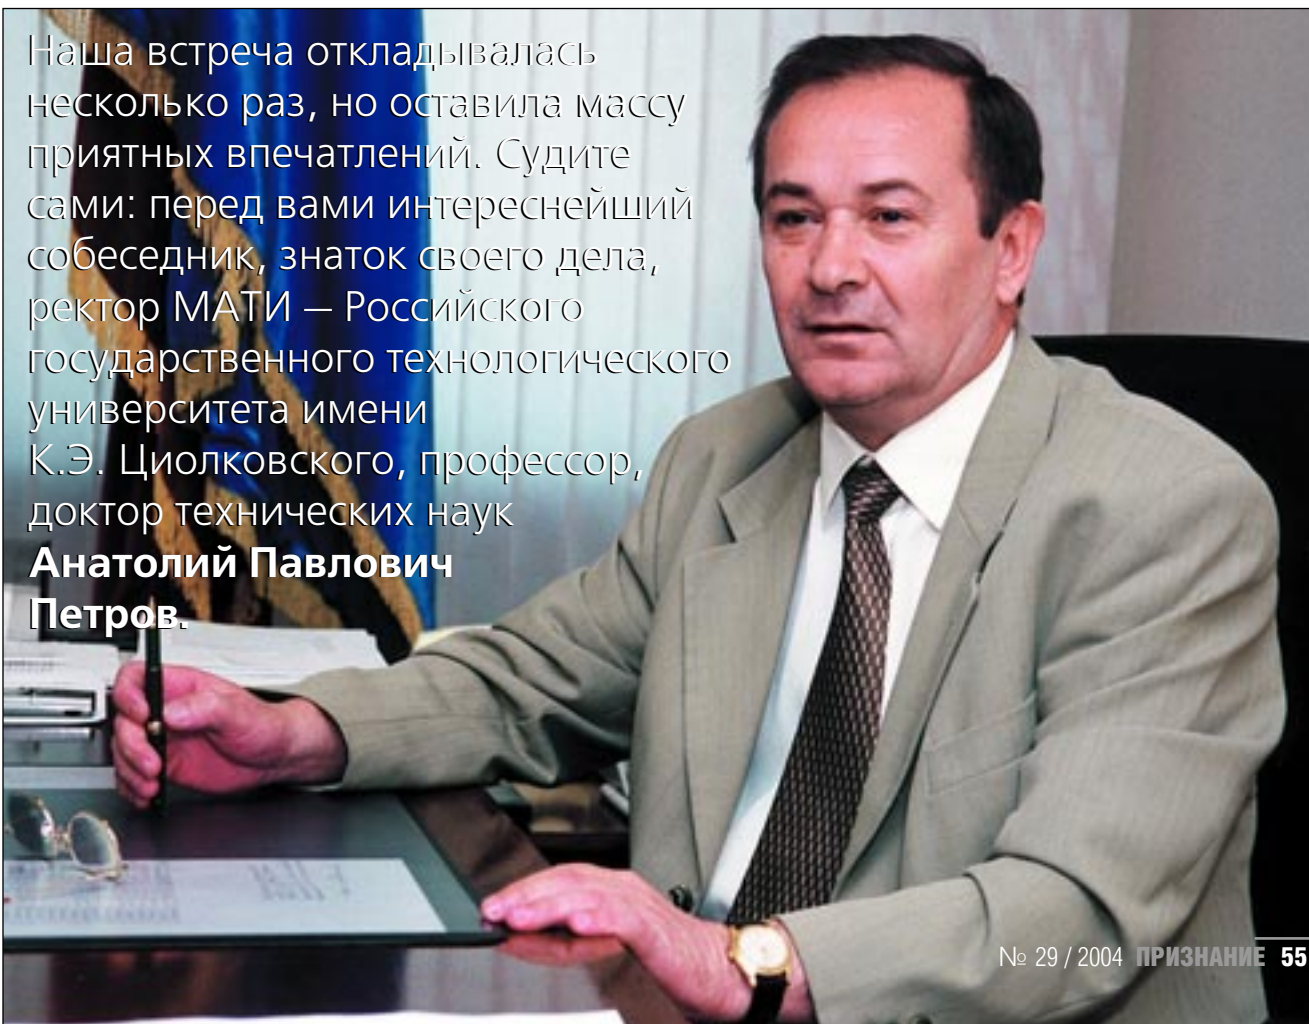 Наша встреча откладывалась
несколько раз, но оставила массу
приятных впечатлений. Судите
сами: перед вами интереснейший
собеседник, знаток своего дела,
ректор МАТИ – Российского
государственного технологического
университета имени
К.Э. Циолковского, профессор,
доктор технических наук
Анатолий Павлович
Петров.
№ 29 / 2004 ПРИЗНАНИЕ 55